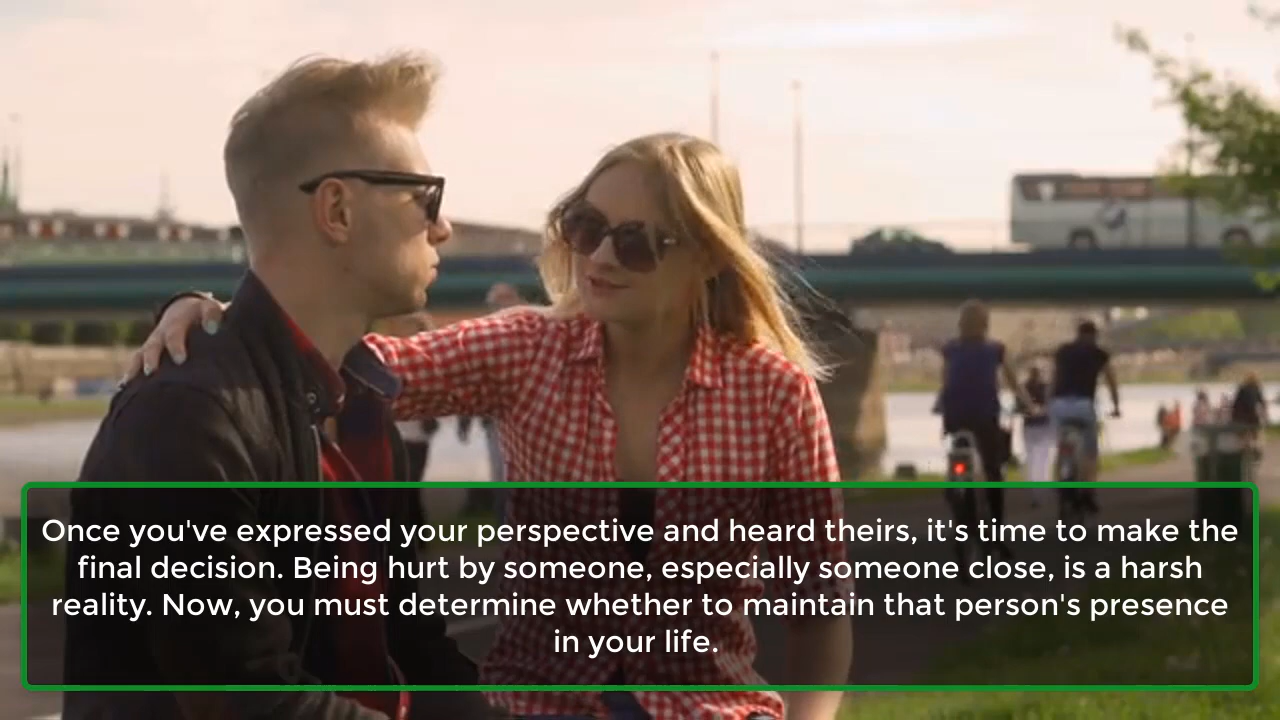 Once you've expressed your perspective and heard theirs, it's time to make the
final decision. Being hurt by someone, especially someone close, is a harsh
reality. Now, you must determine whether to maintain that person's presence
in your life.